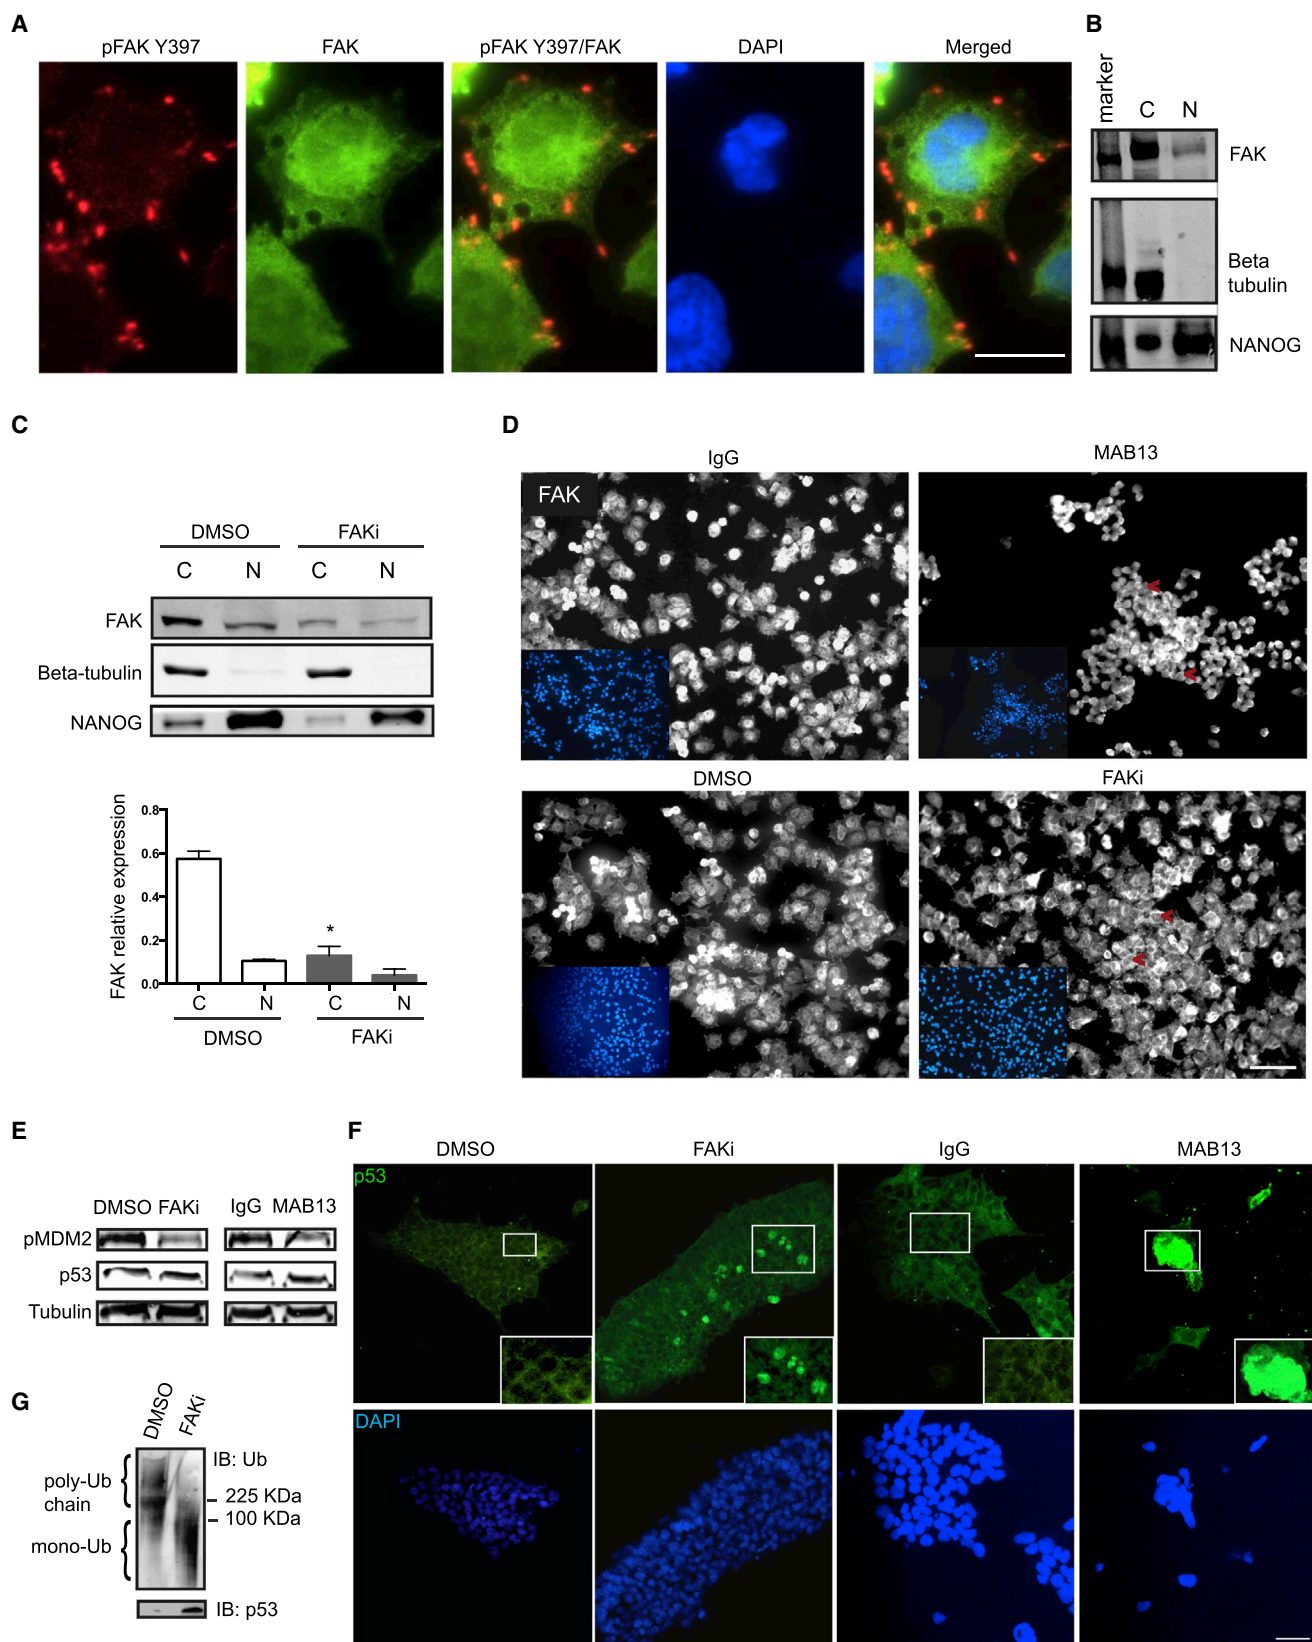 A
pFAK Y397
FAK
pFAK Y397/FAK
DAPI
Merged
B
marker
C
N
FAK
Beta
tubulin
NANOG
C
DMSO
FAKi
C
N
C
N
FAK
Beta-tubulin
NANOG
FAK relative expression
0.8
0.6
0.4
0.2
0.0
*
C
N
C
N
DMSO
FAKi
D
IgG
MAB13
FAK
DMSO
FAKi
E
DMSO FAKi
IgG MAB13
pMDM2
p53
Tubulin
F
DMSO
FAKi
IgG
MAB13
p53
DAPI
G
DMSO
FAKi
IB: Ub
poly-Ub
chain
225 KDa
100 KDa
mono-Ub
IB: p53